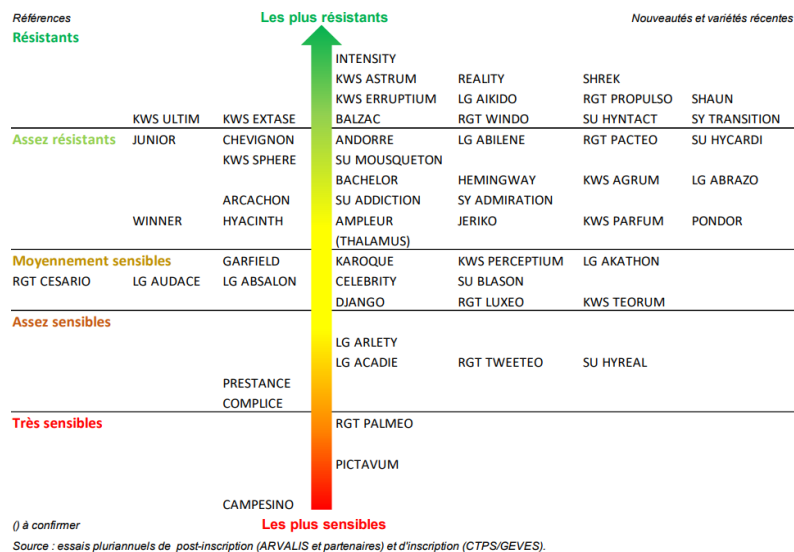 Références Les plus résistants Nouveautés et variétés récentes
Résistants
INTENSITY
KWS ASTRUM REALITY SHREK
KWS ERRUPTIUM LG AIKIDO RGT PROPULSO SHAUN
KWS ULTIM KWS EXTASE BALZAC RGT WINDO SU HYNTACT SY TRANSITION
Assez résistants JUNIOR CHEVIGNON ANDORRE LG ABILENE RGT PACTEO SU HYCARDI
KWS SPHERE SU MOUSQUETON
BACHELOR HEMINGWAY KWS AGRUM LG ABRAZO
ARCACHON SU ADDICTION SY ADMIRATION
WINNER HYACINTH AMPLEUR JERIKO KWS PARFUM PONDOR
(THALAMUS)
Moyennement sensibles GARFIELD KAROQUE KWS PERCEPTIUM LG AKATHON
RGT CESARIO LG AUDACE LG ABSALON CELEBRITY SU BLASON
DJANGO RGT LUXEO KWS TEORUM
Assez sensibles
LG ARLETY
LG ACADIE RGT TWEETEO SU HYREAL
PRESTANCE
COMPLICE
Très sensibles RGT PALMEO
PICTAVUM
CAMPESINO
() à confirmer Les plus sensibles
Source : essais pluriannuels de post-inscription (ARVALIS et partenaires) et d'inscription (CTPS/GEVES).